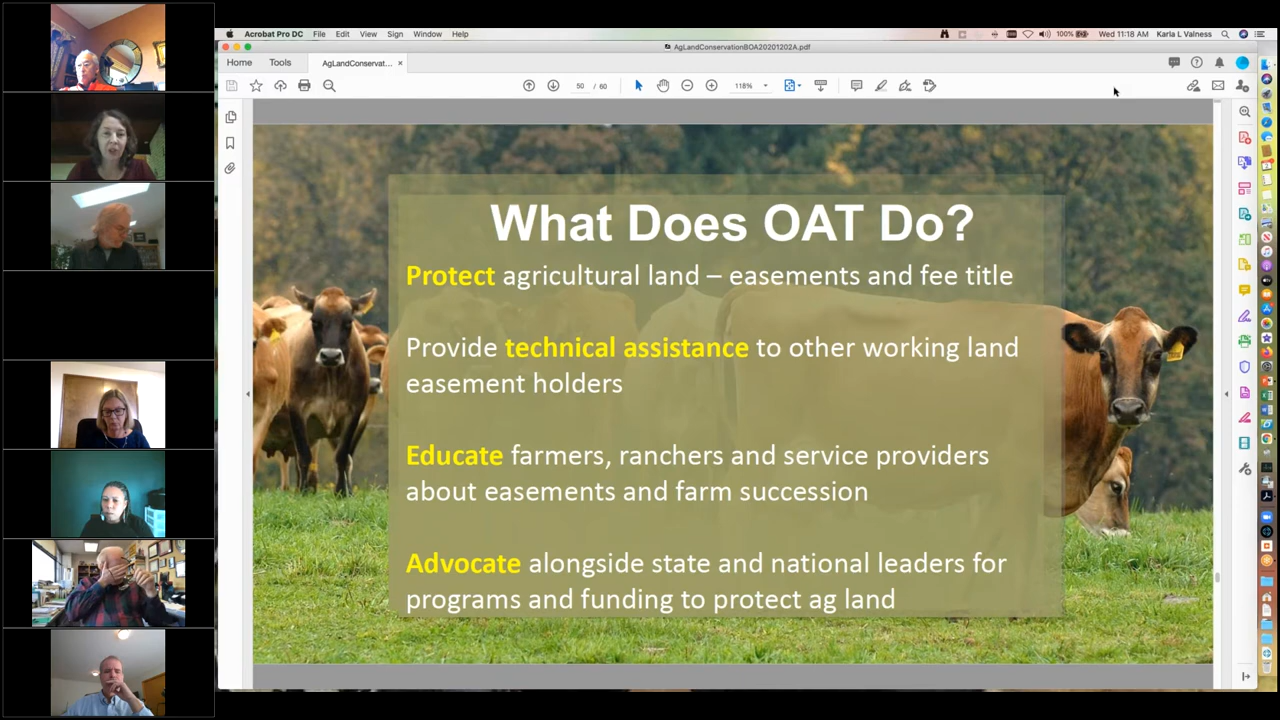 Acrobat Pro DC File Edit View Sign Window Help 100% Wed 11:18 AM Karla L Valness
AgLandConservationBOA20201202A.pdf
Home Tools AgLandConservat... ×
50 / 60 118%
What Does OAT Do?
Protect agricultural land – easements and fee title
Provide technical assistance to other working land
easement holders
Educate farmers, ranchers and service providers
about easements and farm succession
Advocate alongside state and national leaders for
programs and funding to protect ag land